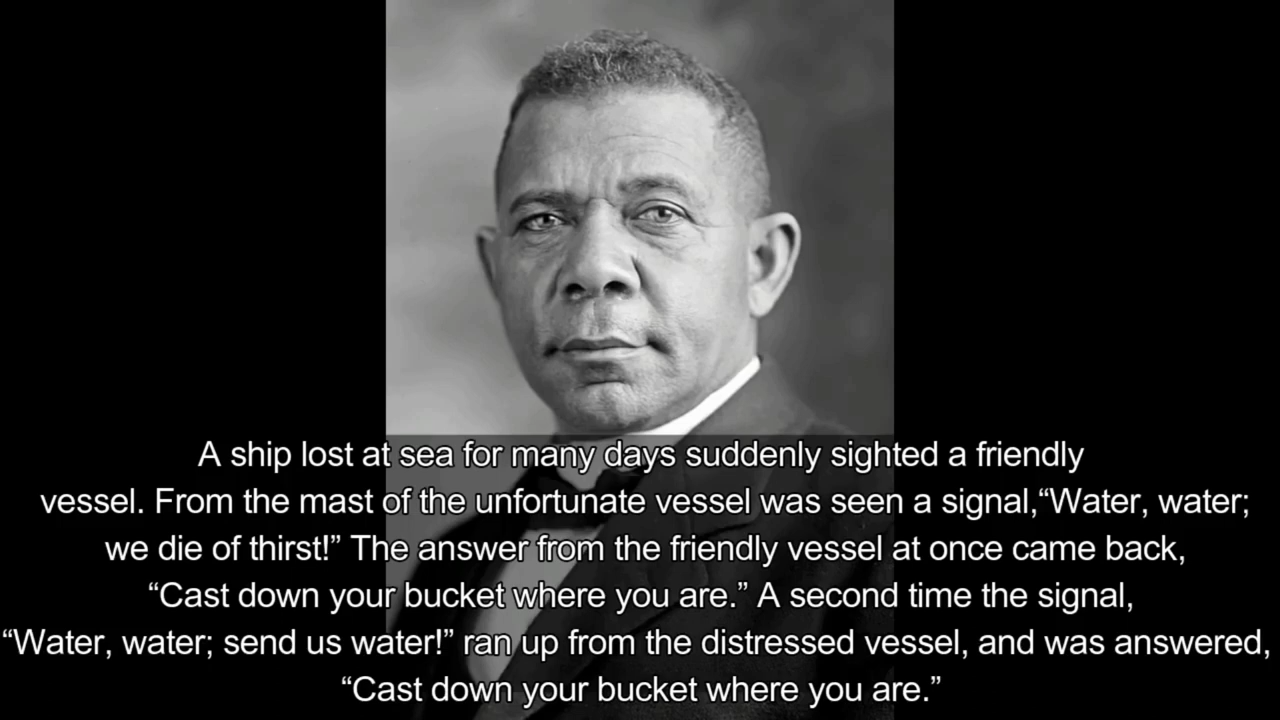 A ship lost at sea for many days suddenly sighted a friendly
vessel. From the mast of the unfortunate vessel was seen a signal,“Water, water;
we die of thirst!” The answer from the friendly vessel at once came back,
“Cast down your bucket where you are.” A second time the signal,
“Water, water; send us water!” ran up from the distressed vessel, and was answered,
“Cast down your bucket where you are.”